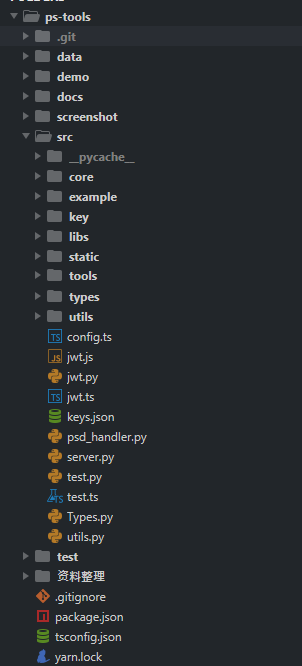 ps-tools
.git
data
demo
docs
screenshot
src
__pycache__
core
example
key
libs
static
tools
types
utils
TS config.ts
JS jwt.js
jwt.py
TS jwt.ts
keys.json
psd_handler.py
server.py
test.py
TS test.ts
Types.py
utils.py
test
资料整理
.gitignore
package.json
tsconfig.json
yarn.lock